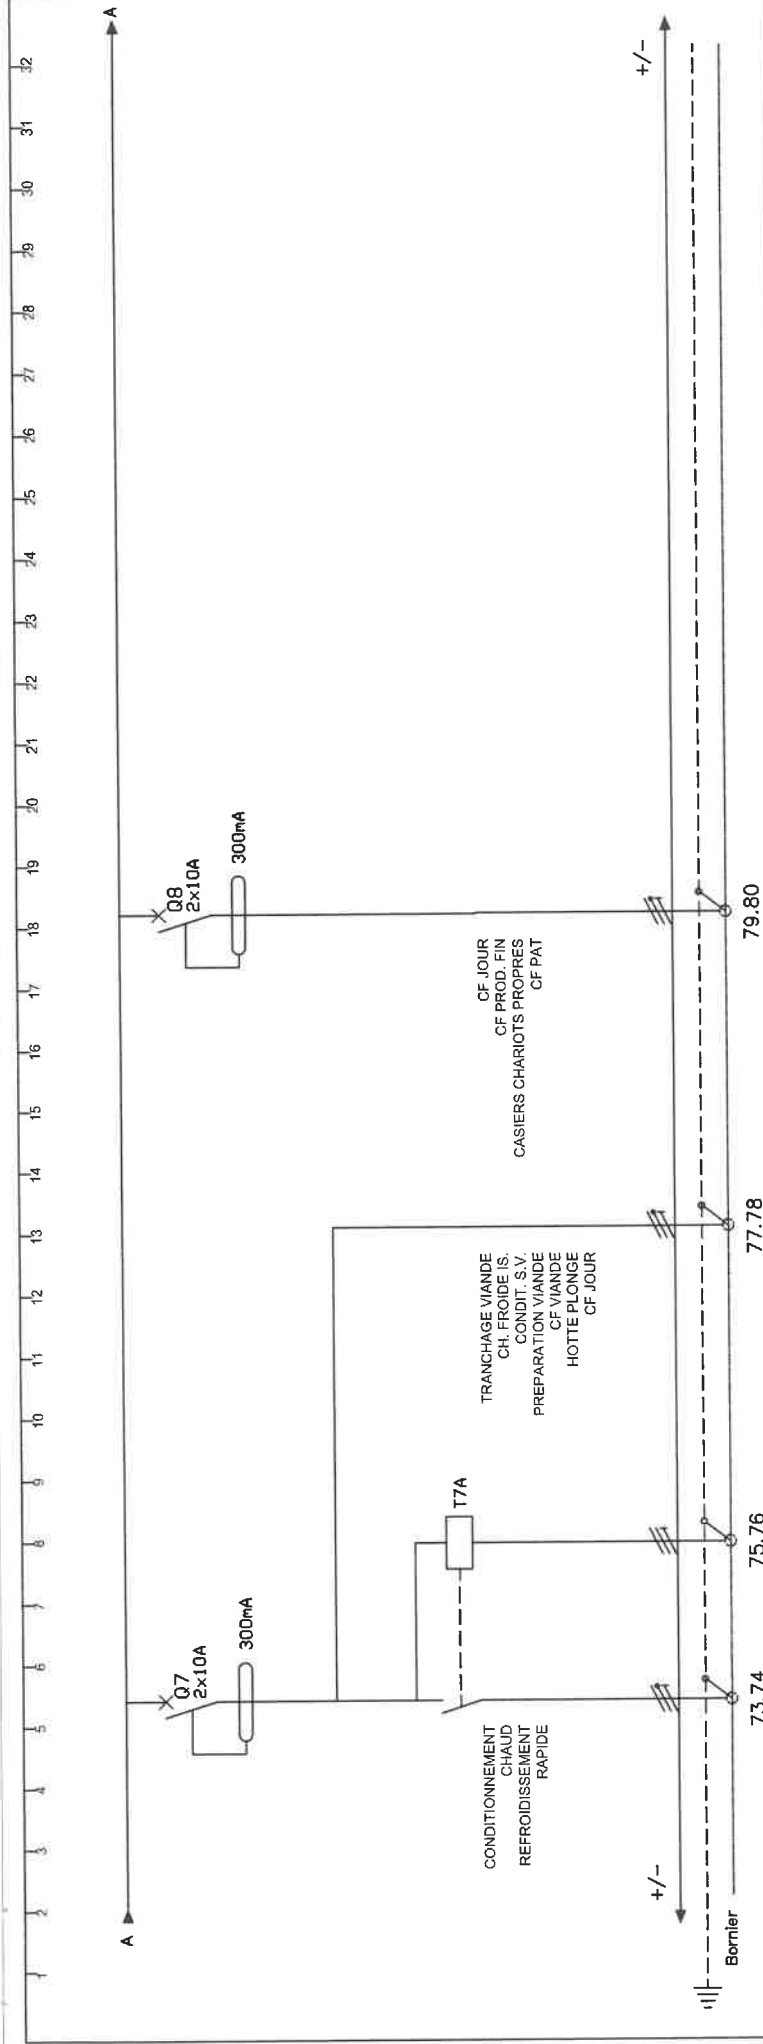 1 2 3 4 5 6 7 8 9 10 11 12 13 14 15 16 17 18 19 20 21 22 23 24 25 26 27 28 29 30 31 32
A
A
Q7
2x10A
300mA
Q8
2x10A
300mA
T7A
CONDITIONNEMENT
CHAUD
REFROIDISSEMENT
RAPIDE
TRANCHAGE VIANDE
CH. FROIDE IS.
CONDIT. S.V.
PREPARATION VIANDE
CF VIANDE
HOTTE PLONGE
CF JOUR
CF JOUR
CF PROD. FIN
CASIERS CHARIOTS PROPRES
CF PAT
+/-
+/-
Bornier
73.74
75.76
77.78
79.80